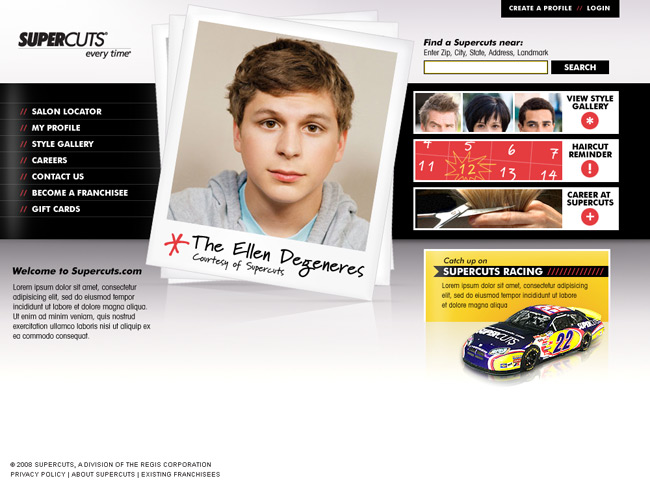 CREATE A PROFILE // LOGIN
SUPERCUTS®
every time®
Find a Supercuts near:
Enter Zip, City, State, Address, Landmark
SEARCH
// SALON LOCATOR
// MY PROFILE
// STYLE GALLERY
// CAREERS
// CONTACT US
// BECOME A FRANCHISEE
// GIFT CARDS
VIEW STYLE
GALLERY
*
4 5 6 7
11 12 13 14
HAIRCUT
REMINDER
!
CAREER AT
SUPERCUTS
+
* The Ellen Degeneres
Courtesy of Supercuts
Welcome to Supercuts.com
Lorem ipsum dolor sit amet, consectetur
adipisicing elit, sed do eiusmod tempor
incididunt ut labore et dolore magna aliqua.
Ut enim ad minim veniam, quis nostrud
exercitation ullamco laboris nisi ut aliquip ex
ea commodo consequat.
Catch up on
SUPERCUTS RACING ///////////////
Lorem ipsum dolor sit amet, consectetur
adipisicing elit, sed do eiusmod tempor
incididunt ut labore et dolore magna aliqua
SUPERCUTS
22
© 2008 SUPERCUTS, A DIVISION OF THE REGIS CORPORATION
PRIVACY POLICY | ABOUT SUPERCUTS | EXISTING FRANCHISEES